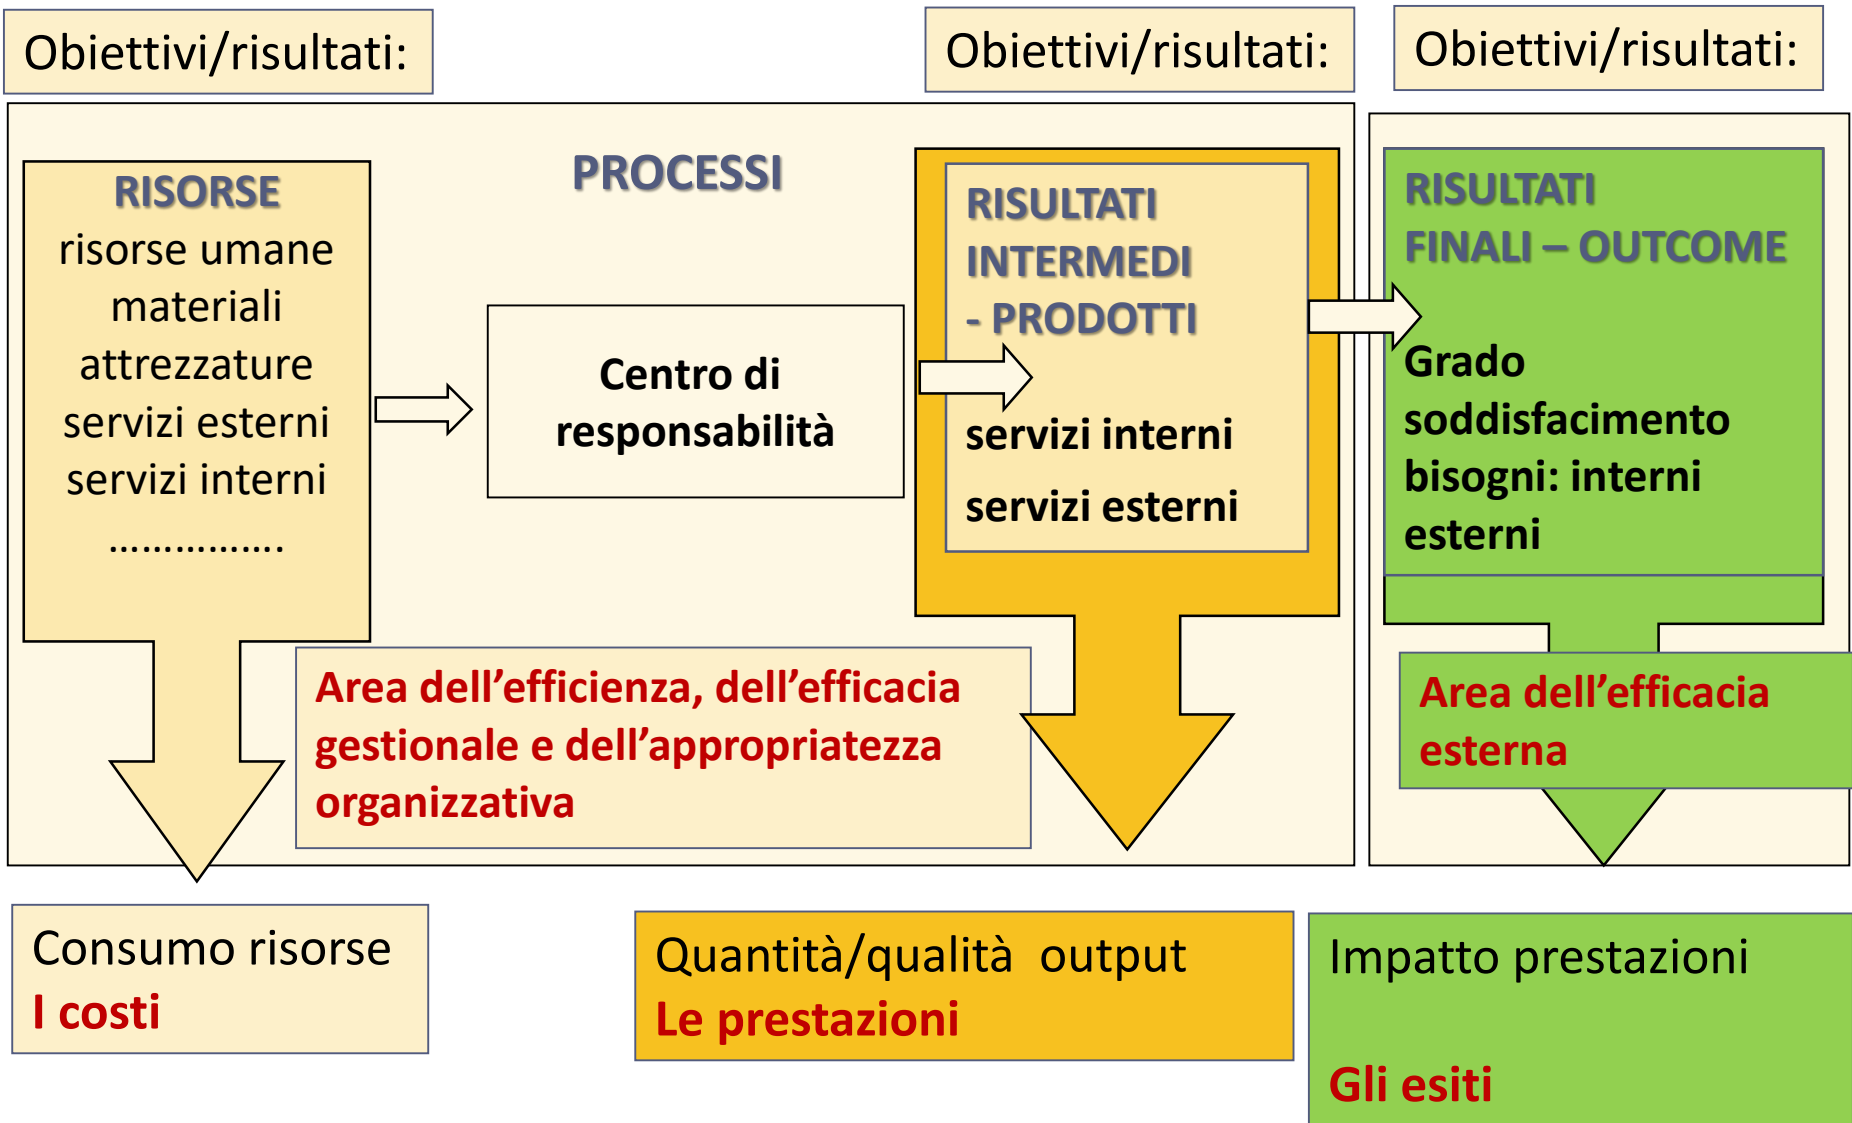 Obiettivi/risultati:
Obiettivi/risultati:
Obiettivi/risultati:
RISORSE
risorse umane
materiali
attrezzature
servizi esterni
servizi interni
…………….
PROCESSI
Centro di
responsabilità
RISULTATI
INTERMEDI
- PRODOTTI
servizi interni
servizi esterni
RISULTATI
FINALI – OUTCOME
Grado
soddisfacimento
bisogni: interni
esterni
Area dell’efficienza, dell’efficacia
gestionale e dell’appropriatezza
organizzativa
Area dell’efficacia
esterna
Consumo risorse
I costi
Quantità/qualità  output
Le prestazioni
Impatto prestazioni
Gli esiti